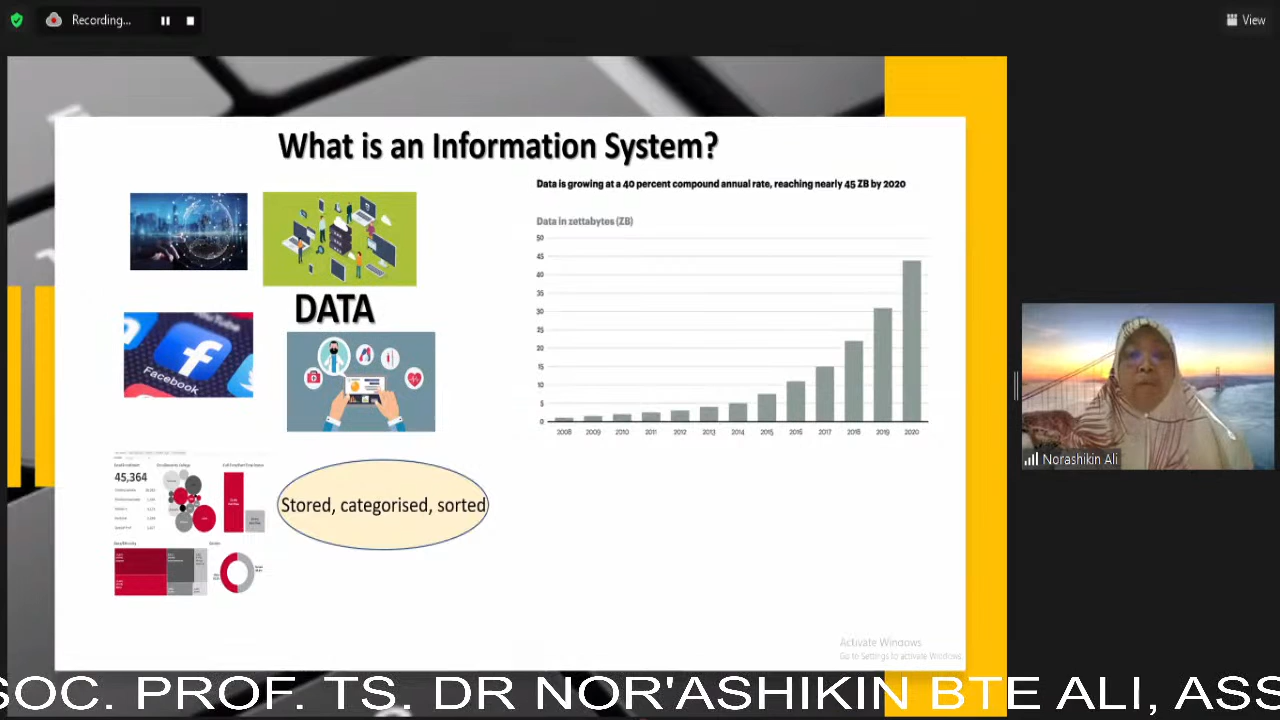 Recording...
View
What is an Information System?
Data is growing at a 40 percent compound annual rate, reaching nearly 45 ZB by 2020
Data in zettabytes (ZB)
50
45
40
35
30
25
20
15
10
5
0
2008 2009 2010 2011 2012 2013 2014 2015 2016 2017 2018 2019 2020
DATA
YouTube
Facebook
45,364
Stored, categorised, sorted
Norashikin Ali
Activate Windows
Go to Settings to activate Windows.
SOC. PROF. TS. DR NOR'ASHIKIN BTE ALI, ASS